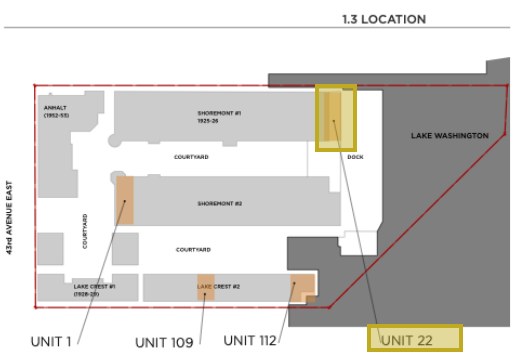 1.3 LOCATION
ANHALT
(1952-55)
SHOREMONT #1
1925-26
LAKE WASHINGTON
COURTYARD
DOCK
43rd AVENUE EAST
SHOREMONT #2
COURTYARD
COURTYARD
LAKE CREST #1
(1928-29)
LAKE CREST #2
UNIT 1
UNIT 109
UNIT 112
UNIT 22